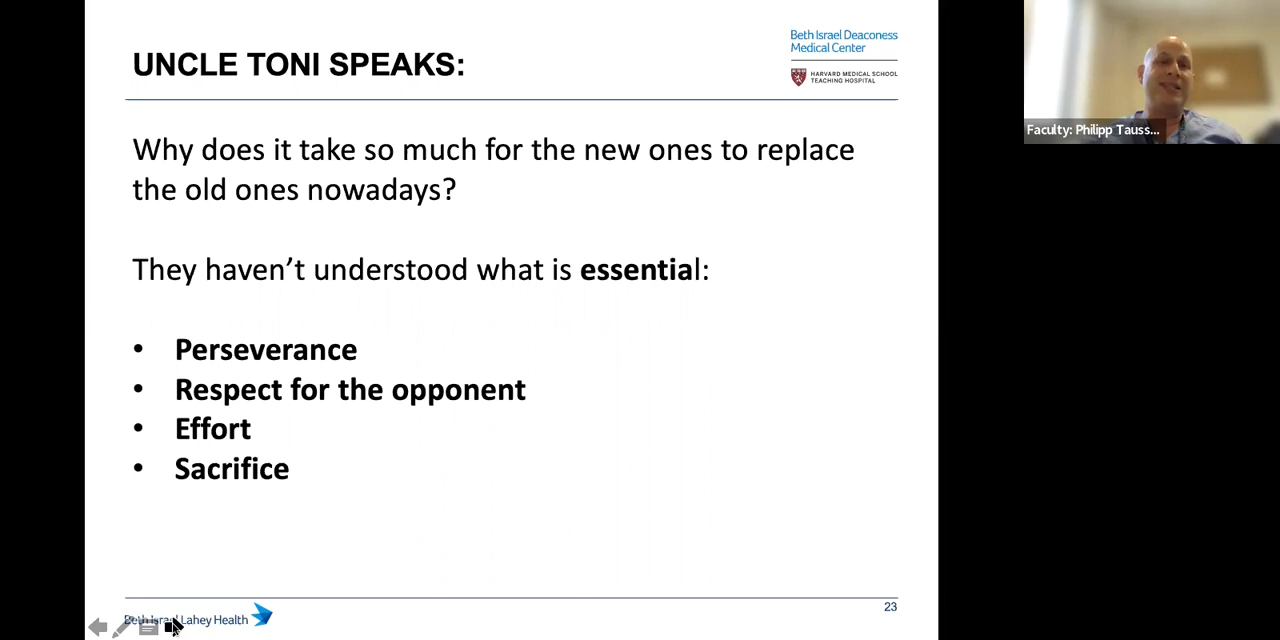 UNCLE TONI SPEAKS:
Beth Israel Deaconess
Medical Center
HARVARD MEDICAL SCHOOL
TEACHING HOSPITAL
Faculty: Philipp Tauss...
Why does it take so much for the new ones to replace
the old ones nowadays?
They haven’t understood what is essential:
• Perseverance
• Respect for the opponent
• Effort
• Sacrifice
23
Beth Israel Lahey Health